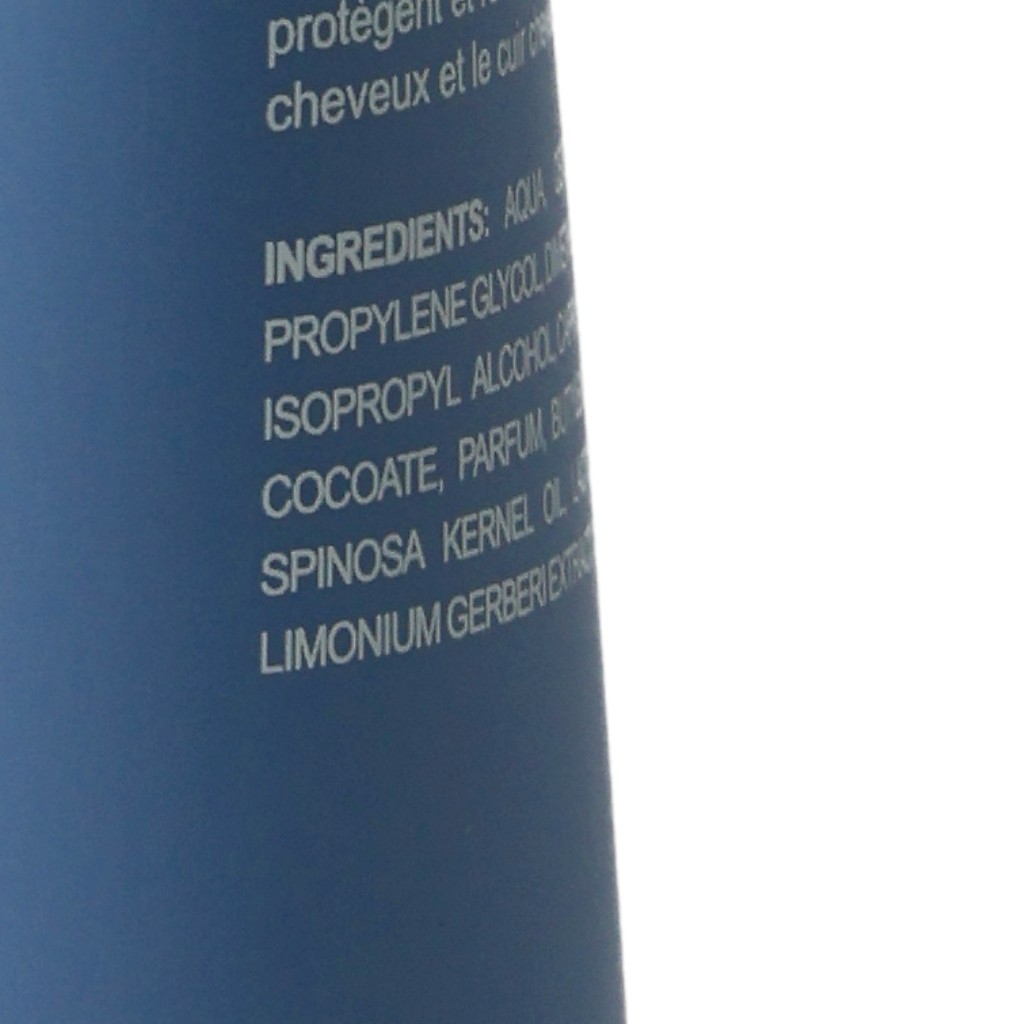 protègent et
cheveux et le cuir
INGREDIENTS: AQUA,
PROPYLENE GLYCOL,
ISOPROPYL ALCOHOL,
COCOATE, PARFUM,
SPINOSA KERNEL OIL,
LIMONIUM GERBERI EXTRACT